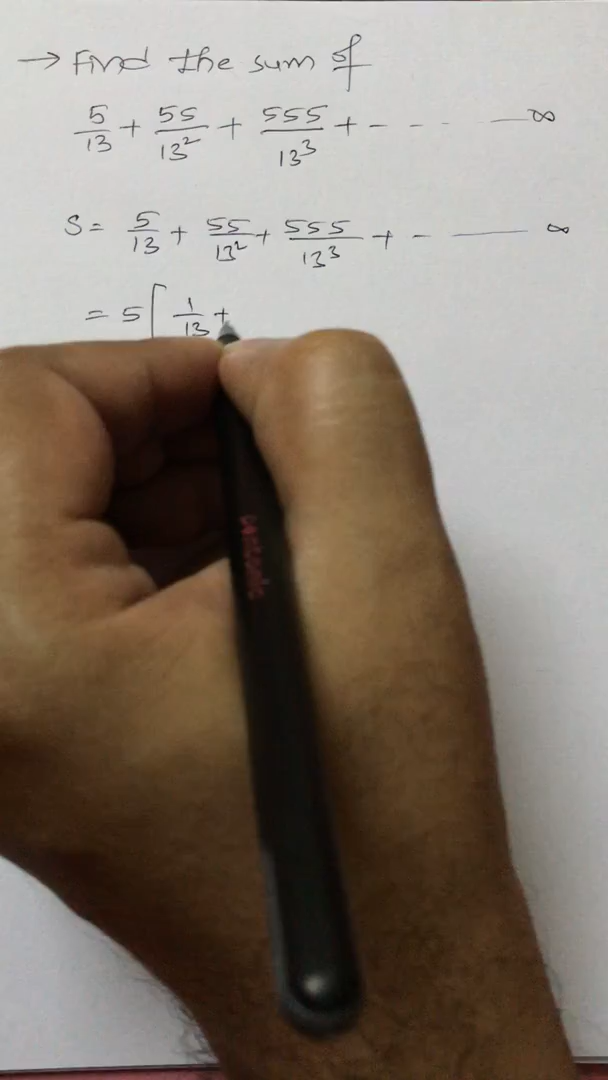 → Find the sum of
5/13 + 55/13² + 555/13³ + - - - — ∞
S = 5/13 + 55/13² + 555/13³ + - — ∞
= 5 [ 1/13 +